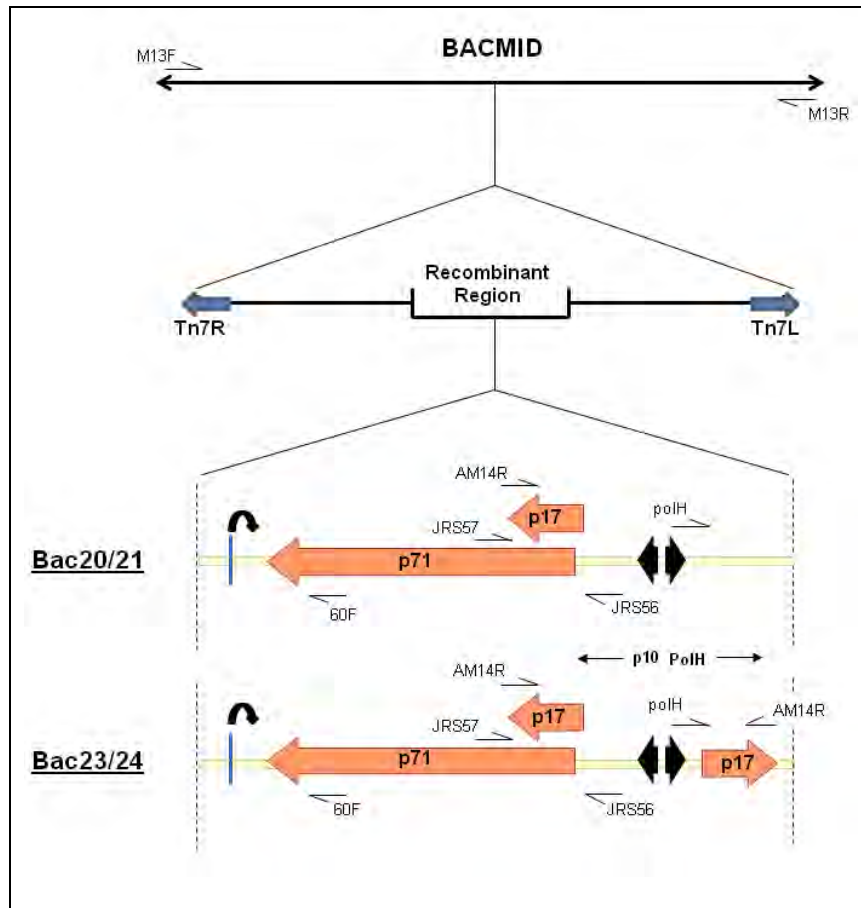 BACMID
M13F
M13R
Recombinant
Region
Tn7R
Tn7L
AM14R
p17
polH
JRS57
Bac20/21
p71
60F
JRS56
p10 PolH
AM14R
p17
polH
AM14R
JRS57
Bac23/24
p71
p17
60F
JRS56